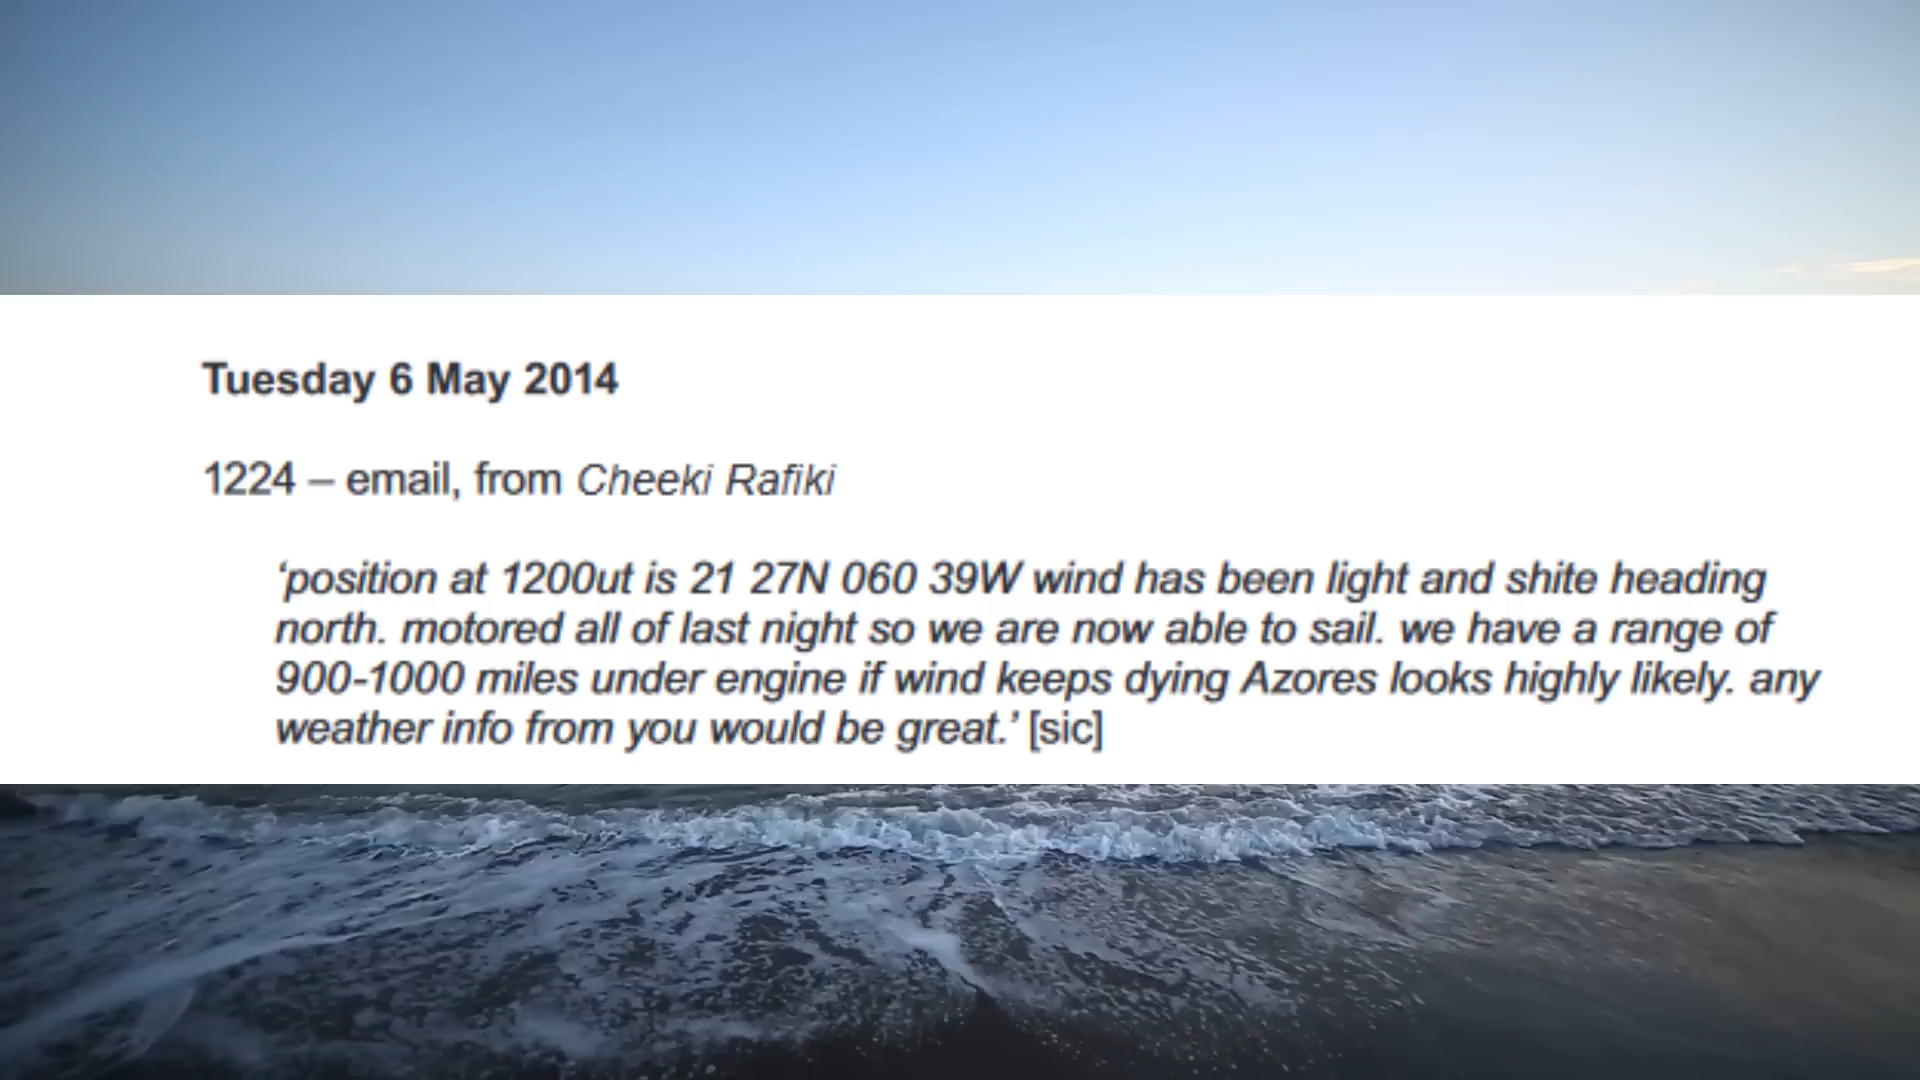 Tuesday 6 May 2014
1224 – email, from Cheeki Rafiki
‘position at 1200ut is 21 27N 060 39W wind has been light and shite heading
north. motored all of last night so we are now able to sail. we have a range of
900-1000 miles under engine if wind keeps dying Azores looks highly likely. any
weather info from you would be great.’ [sic]